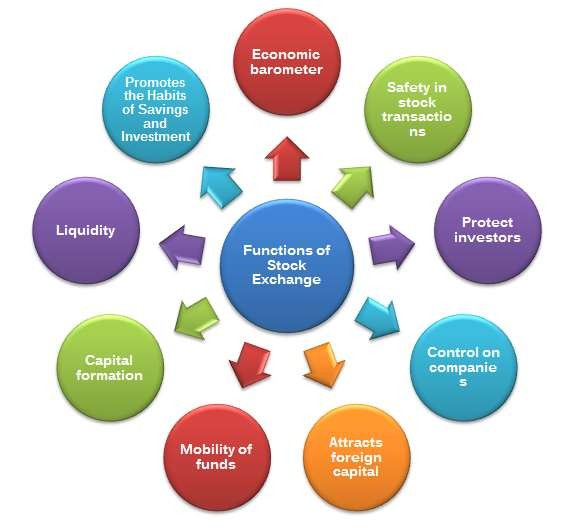 Economic
barometer
Safety in
stock
transactio
ns
Protect
investors
Control on
companie
s
Attracts
foreign
capital
Mobility of
funds
Capital
formation
Liquidity
Promotes
the Habits
of Savings
and
Investment
Functions of
Stock
Exchange